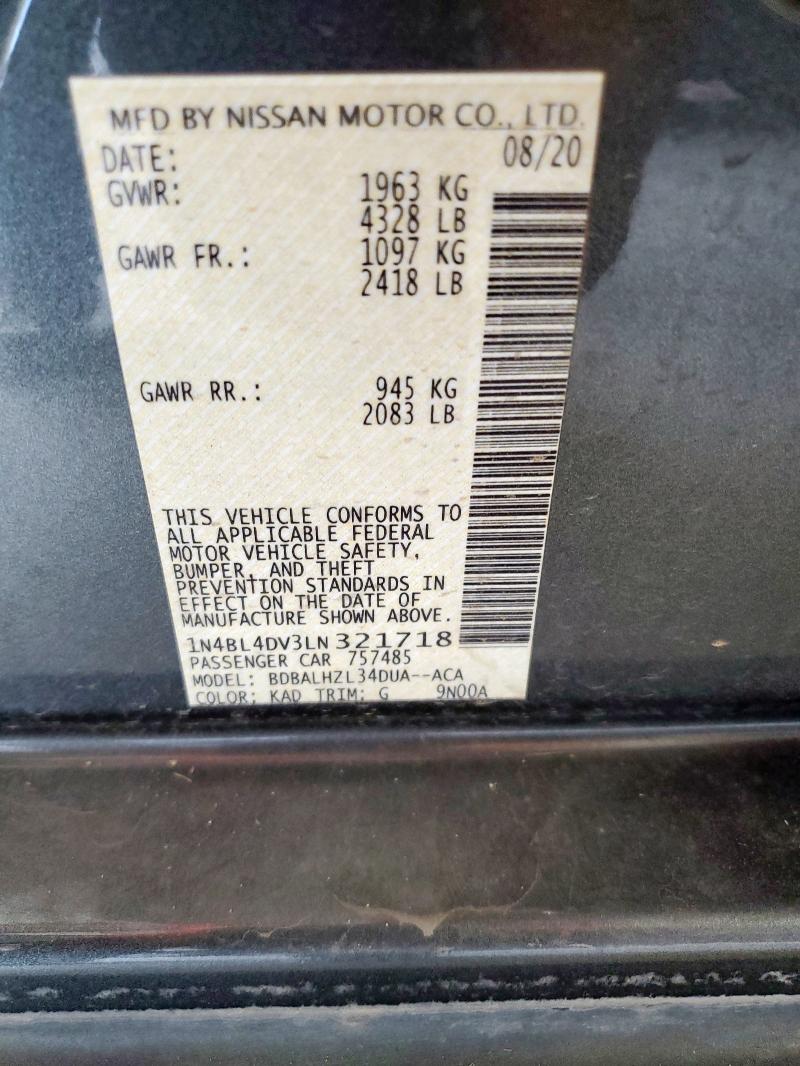 MFD BY NISSAN MOTOR CO., LTD.
DATE: 08/20
GVWR: 1963 KG
4328 LB
GAWR FR.: 1097 KG
2418 LB
GAWR RR.: 945 KG
2083 LB
THIS VEHICLE CONFORMS TO
ALL APPLICABLE FEDERAL
MOTOR VEHICLE SAFETY,
BUMPER, AND THEFT
PREVENTION STANDARDS IN
EFFECT ON THE DATE OF
MANUFACTURE SHOWN ABOVE.
1N4BL4DV3LN321718
PASSENGER CAR 757485
MODEL: BDBALHZL34DUA--ACA
COLOR: KAD TRIM: G 9N00A